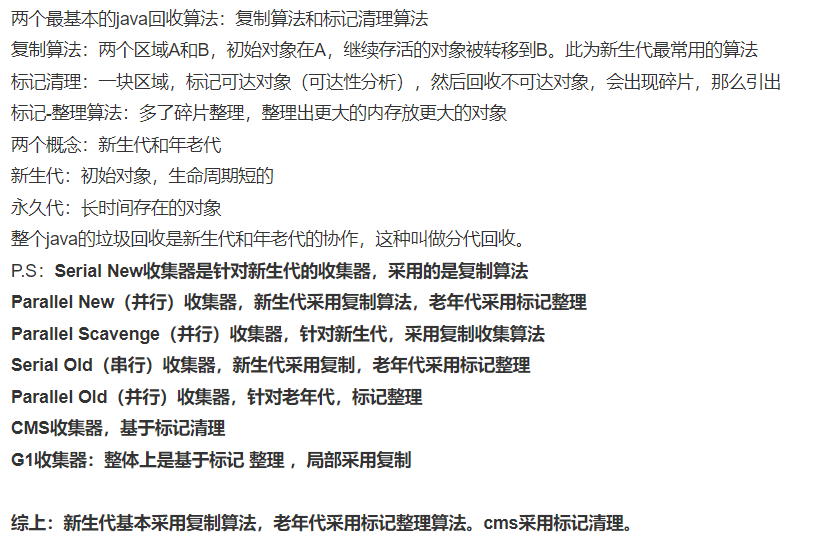 两个最基本的java回收算法：复制算法和标记清理算法
复制算法：两个区域A和B，初始对象在A，继续存活的对象被转移到B。此为新生代最常用的算法
标记清理：一块区域，标记可达对象（可达性分析），然后回收不可达对象，会出现碎片，那么引出
标记-整理算法：多了碎片整理，整理出更大的内存放更大的对象
两个概念：新生代和年老代
新生代：初始对象，生命周期短的
永久代：长时间存在的对象
整个java的垃圾回收是新生代和年老代的协作，这种叫做分代回收。
P.S：Serial New收集器是针对新生代的收集器，采用的是复制算法
Parallel New（并行）收集器，新生代采用复制算法，老年代采用标记整理
Parallel Scavenge（并行）收集器，针对新生代，采用复制收集算法
Serial Old（串行）收集器，新生代采用复制，老年代采用标记整理
Parallel Old（并行）收集器，针对老年代，标记整理
CMS收集器，基于标记清理
G1收集器：整体上是基于标记 整理 ，局部采用复制
综上：新生代基本采用复制算法，老年代采用标记整理算法。cms采用标记清理。